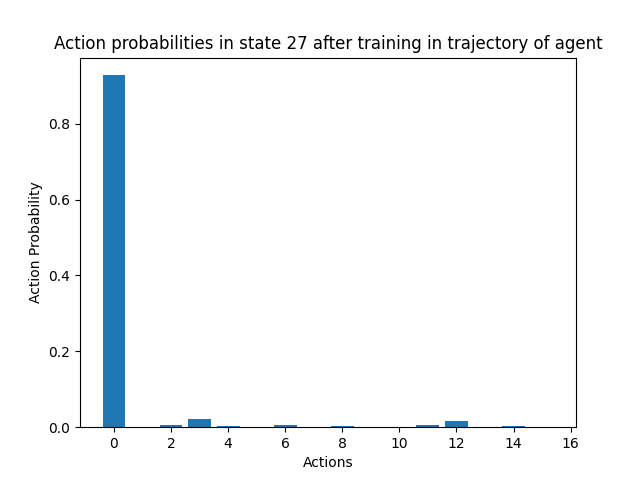 Action probabilities in state 27 after training in trajectory of agent
Action Probability
0.8
0.6
0.4
0.2
0.0
0 2 4 6 8 10 12 14 16
Actions